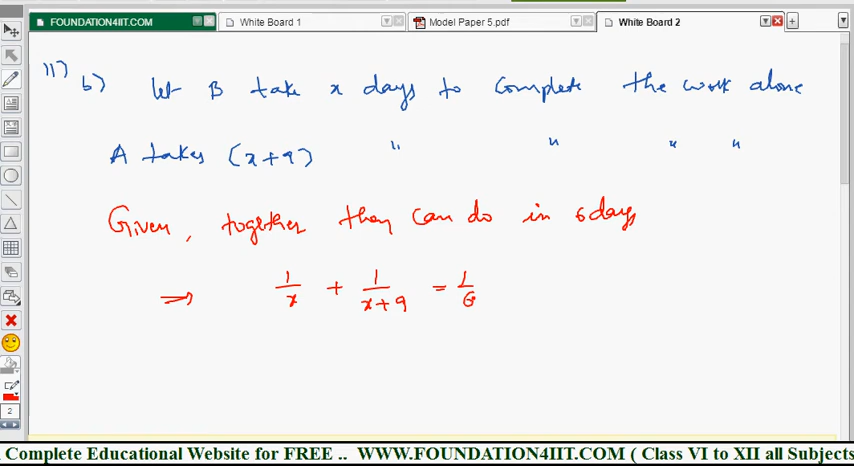 FOUNDATION4IIT.COM White Board 1 Model Paper 5.pdf White Board 2
11) b) let B take x days to complete the work alone
A takes (x+9) " " " "
Given, together they can do in 6 days
⇒ 1/x + 1/x+9 = 1/6
2
Complete Educational Website for FREE .. WWW.FOUNDATION4IIT.COM ( Class VI to XII all Subjects